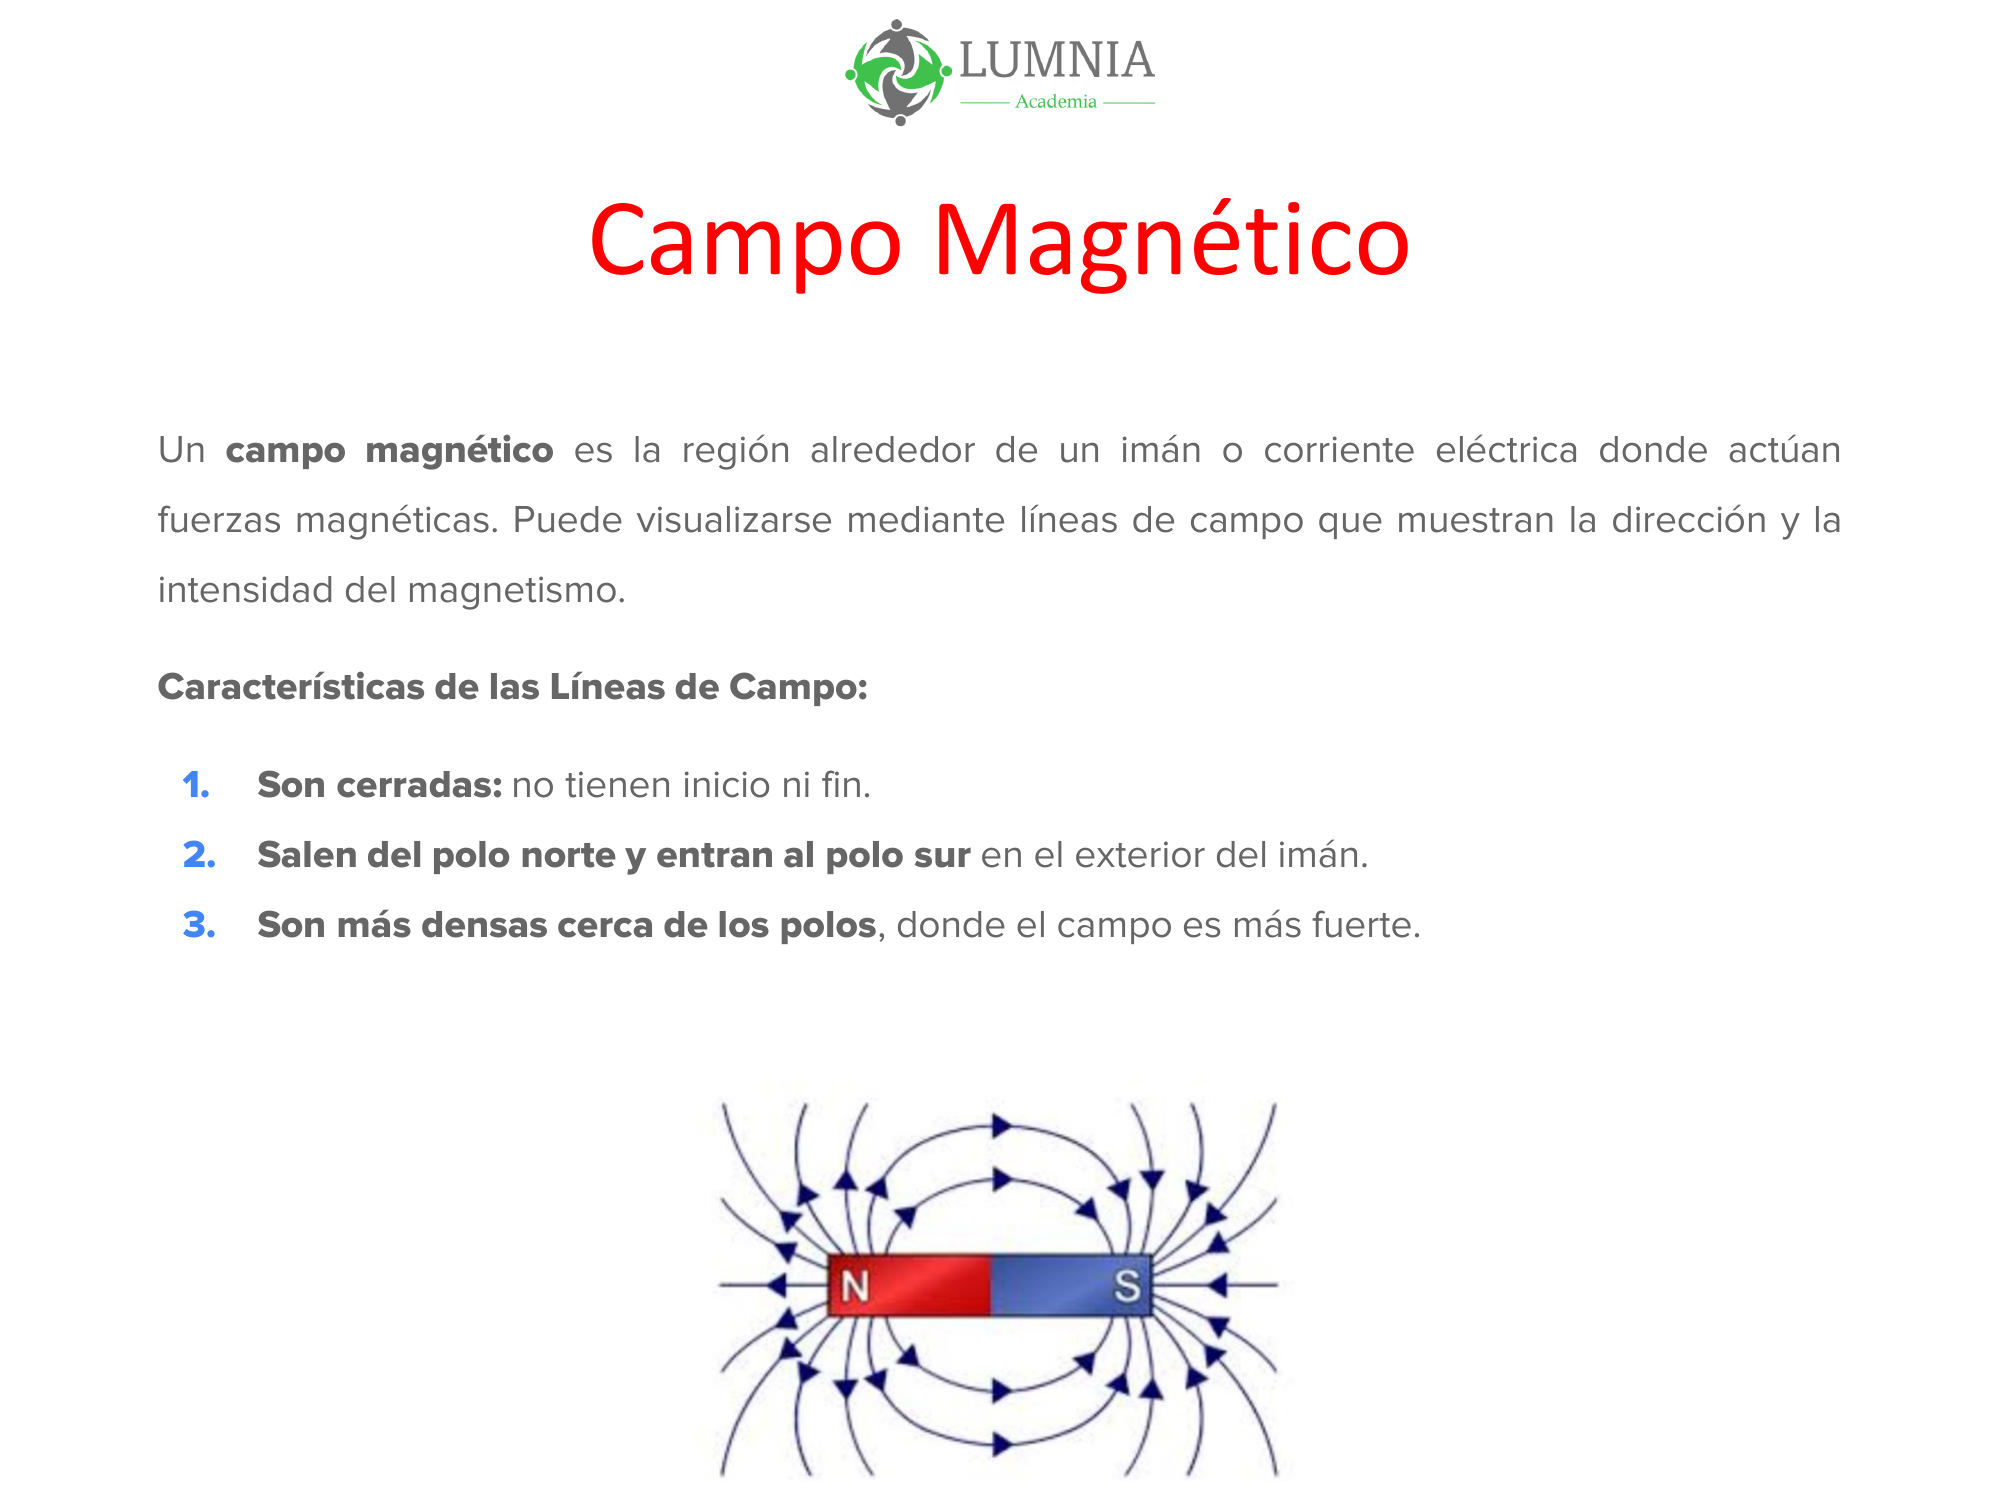 LUMNIA
Academia
Campo Magnético
Un campo magnético es la región alrededor de un imán o corriente eléctrica donde actúan
fuerzas magnéticas. Puede visualizarse mediante líneas de campo que muestran la dirección y la
intensidad del magnetismo.
Características de las Líneas de Campo:
1. Son cerradas: no tienen inicio ni fin.
2. Salen del polo norte y entran al polo sur en el exterior del imán.
3. Son más densas cerca de los polos, donde el campo es más fuerte.
N S